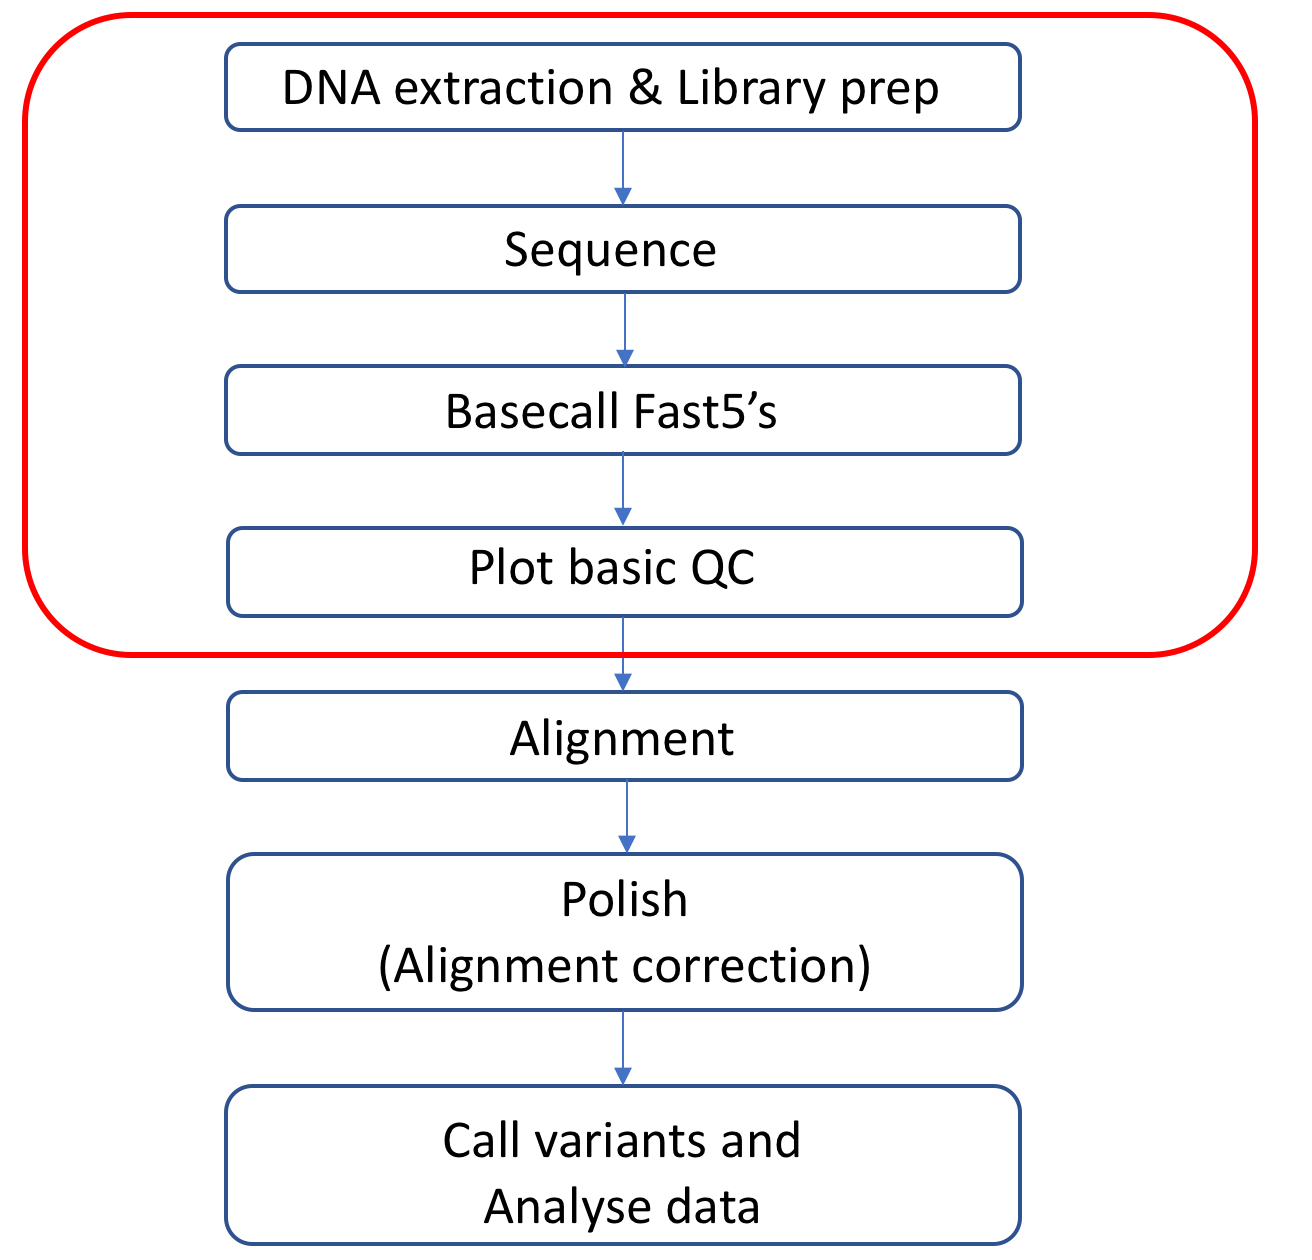 DNA extraction & Library prep
Sequence
Basecall Fast5’s
Plot basic QC
Alignment
Polish
(Alignment correction)
Call variants and
Analyse data